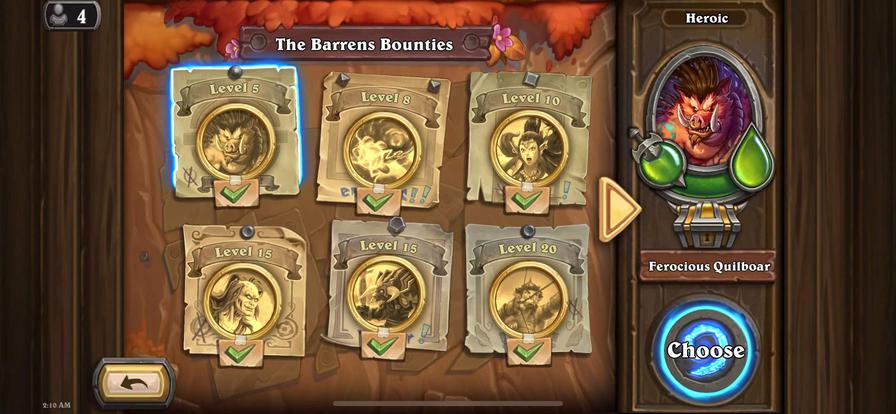 4
The Barrens Bounties
Heroic
Level 5
Level 8
Level 10
Level 15
Level 15
Level 20
Ferocious Quilboar
Choose
2:10 AM